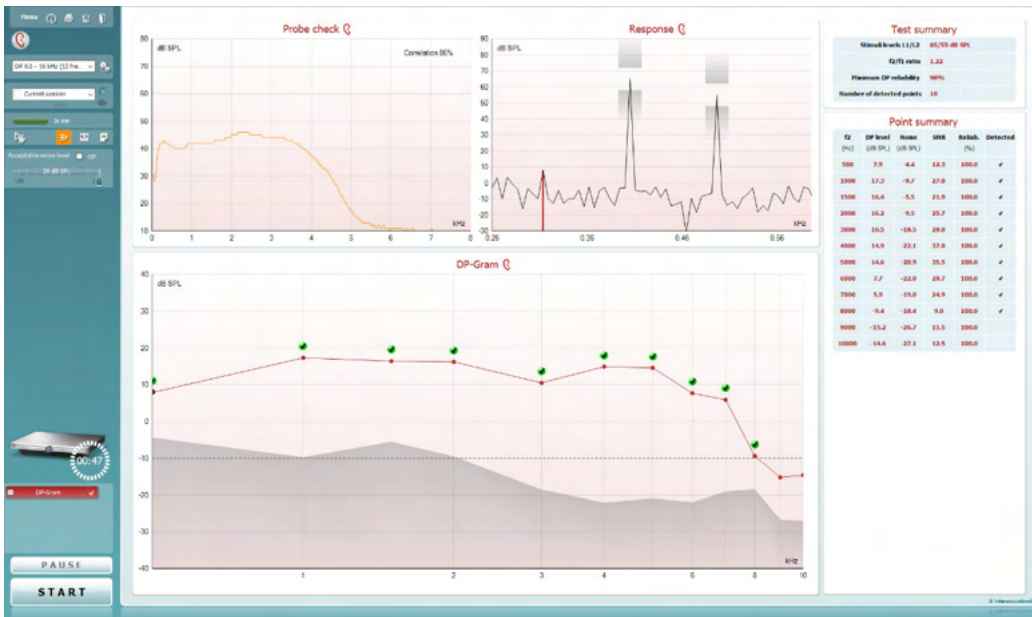 Menu
DP 0.5 - 10 kHz (12 fre...
Current session
Acceptable noise level Off
30 dB SPL
00:47
DP-Gram
PAUSE
START
Probe check
dB SPL
Correlation 86%
80
70
60
50
40
30
20
10
0 1 2 3 4 5 6 7 8
kHz
Response
dB SPL
90
80
70
60
50
40
30
20
10
0
-10
-20
-30
0.26 0.36 0.46 0.56
kHz
DP-Gram
dB SPL
40
30
20
10
0
-10
-20
-30
-40
1 2 3 4 6 8 10
kHz
Test summary
Stimuli levels L1/L2 65/55 dB SPL
f2/f1 ratio 1.22
Minimum DP reliability 98%
Number of detected points 10
Point summary
f2 DP level Noise SNR Reliab. Detected
(Hz) (dB SPL) (dB SPL) (%)
500 7.9 -4.4 12.3 100.0 ✓
1000 17.3 -9.7 27.0 100.0 ✓
1500 16.4 -5.5 21.9 100.0 ✓
2000 16.2 -9.5 25.7 100.0 ✓
3000 10.5 -18.5 29.0 100.0 ✓
4000 14.9 -22.1 37.0 100.0 ✓
5000 14.6 -20.9 35.5 100.0 ✓
6000 7.7 -22.0 29.7 100.0 ✓
7000 5.9 -19.0 24.9 100.0 ✓
8000 -9.4 -18.4 9.0 100.0 ✓
9000 -15.2 -26.7 11.5 100.0
10000 -14.6 -27.1 12.5 100.0